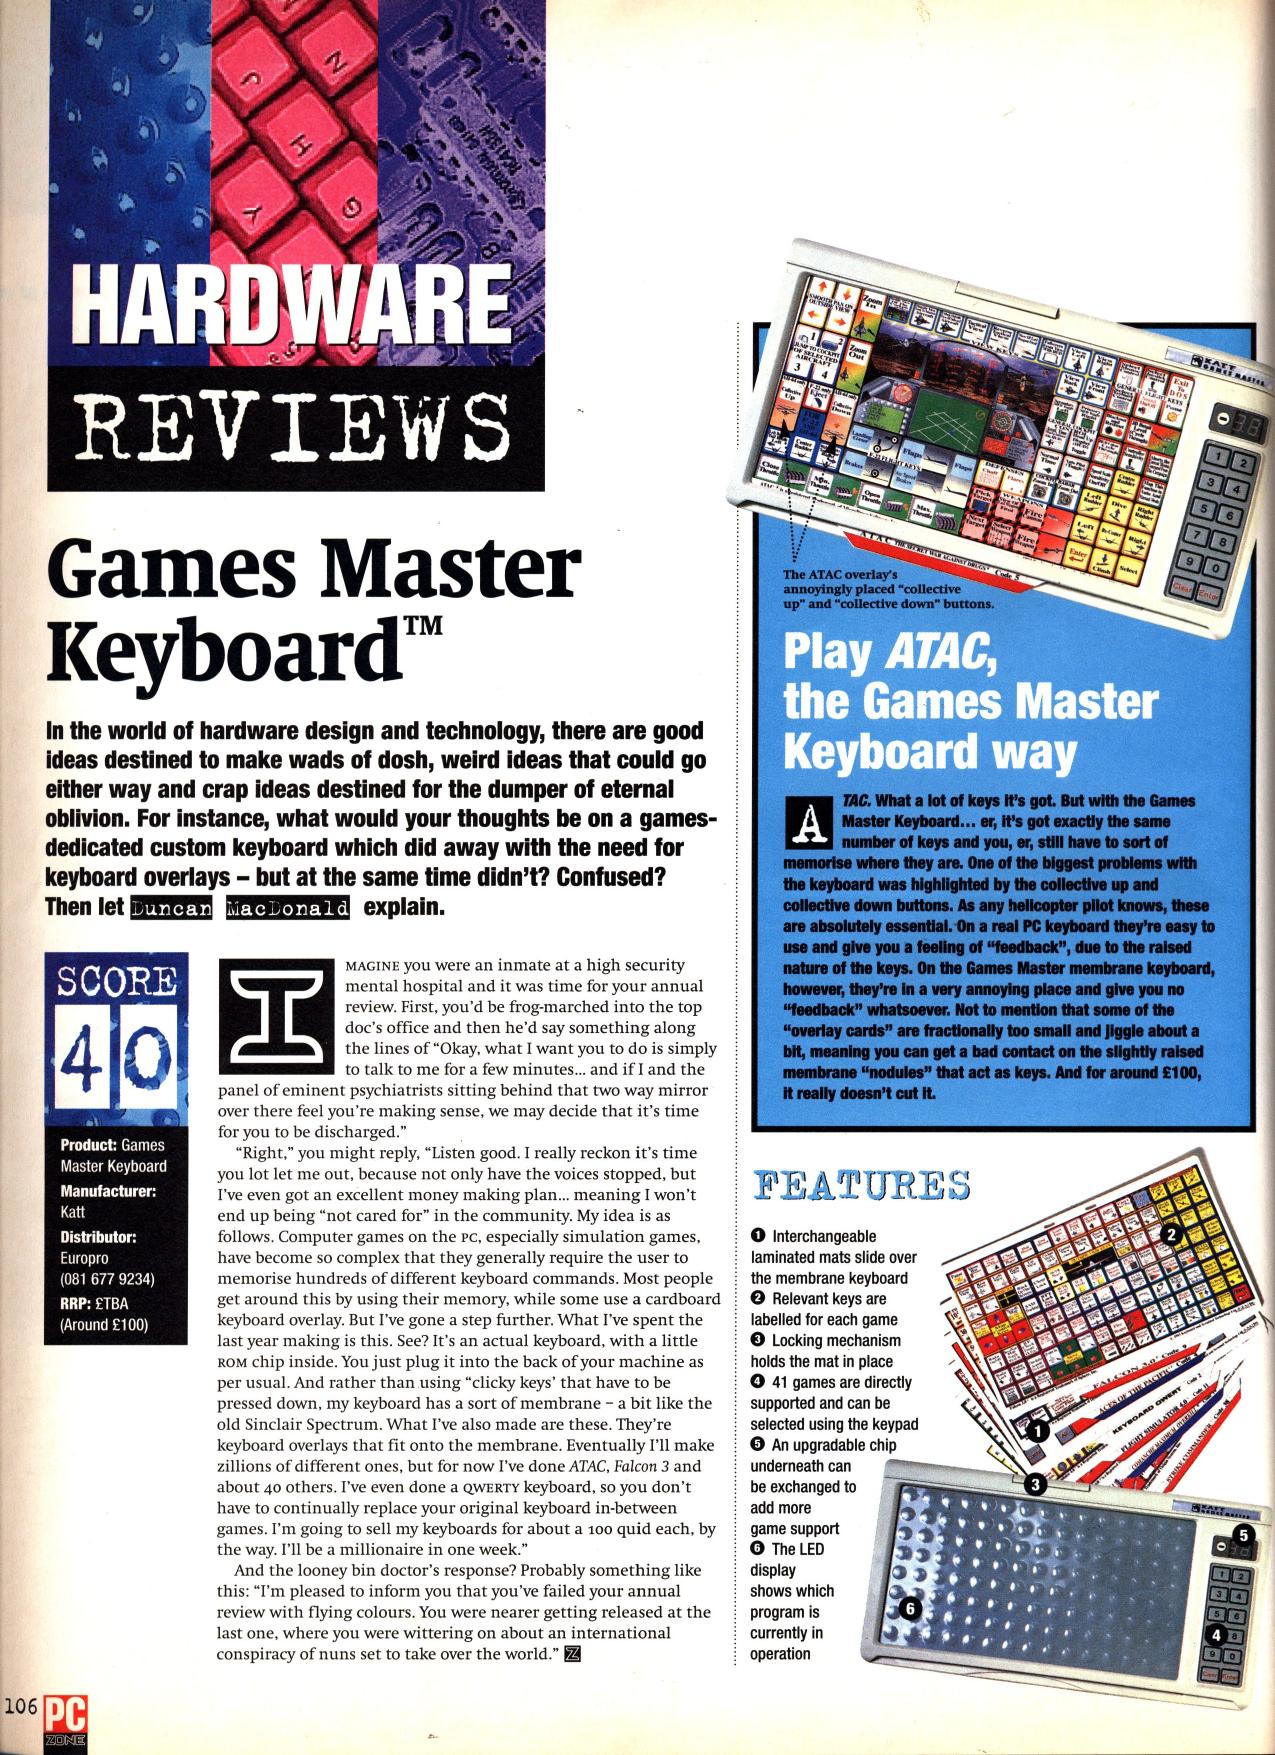 HARDWARE
REVIEWS
Games Master
Keyboard™
In the world of hardware design and technology, there are good
ideas destined to make wads of dosh, weird ideas that could go
either way and crap ideas destined for the dumper of eternal
oblivion. For instance, what would your thoughts be on a games-
dedicated custom keyboard which did away with the need for
keyboard overlays – but at the same time didn't? Confused?
Then let Duncan MacDonald explain.
SCORE
40
Product: Games
Master Keyboard
Manufacturer:
Katt
Distributor:
Europro
(081 677 9234)
RRP: £TBA
(Around £100)
IMAGINE you were an inmate at a high security
mental hospital and it was time for your annual
review. First, you'd be frog-marched into the top
doc's office and then he'd say something along
the lines of “Okay, what I want you to do is simply
to talk to me for a few minutes... and if I and the
panel of eminent psychiatrists sitting behind that two way mirror
over there feel you're making sense, we may decide that it's time
for you to be discharged.”
“Right,” you might reply, “Listen good. I really reckon it's time
you lot let me out, because not only have the voices stopped, but
I've even got an excellent money making plan... meaning I won't
end up being “not cared for” in the community. My idea is as
follows. Computer games on the PC, especially simulation games,
have become so complex that they generally require the user to
memorise hundreds of different keyboard commands. Most people
get around this by using their memory, while some use a cardboard
keyboard overlay. But I've gone a step further. What I've spent the
last year making is this. See? It's an actual keyboard, with a little
ROM chip inside. You just plug it into the back of your machine as
per usual. And rather than using “clicky keys' that have to be
pressed down, my keyboard has a sort of membrane – a bit like the
old Sinclair Spectrum. What I've also made are these. They're
keyboard overlays that fit onto the membrane. Eventually I'll make
zillions of different ones, but for now I've done ATAC, Falcon 3 and
about 40 others. I've even done a QWERTY keyboard, so you don't
have to continually replace your original keyboard in-between
games. I'm going to sell my keyboards for about a 100 quid each, by
the way. I'll be a millionaire in one week.”
And the looney bin doctor's response? Probably something like
this: “I'm pleased to inform you that you've failed your annual
review with flying colours. You were nearer getting released at the
last one, where you were wittering on about an international
conspiracy of nuns set to take over the world.” Z
The ATAC overlay's
annoyingly placed “collective
up” and “collective down” buttons.
Play ATAC,
the Games Master
Keyboard way
ATAC. What a lot of keys it's got. But with the Games
Master Keyboard... er, it's got exactly the same
number of keys and you, er, still have to sort of
memorise where they are. One of the biggest problems with
the keyboard was highlighted by the collective up and
collective down buttons. As any helicopter pilot knows, these
are absolutely essential. On a real PC keyboard they're easy to
use and give you a feeling of “feedback”, due to the raised
nature of the keys. On the Games Master membrane keyboard,
however, they're in a very annoying place and give you no
“feedback” whatsoever. Not to mention that some of the
“overlay cards” are fractionally too small and jiggle about a
bit, meaning you can get a bad contact on the slightly raised
membrane “nodules” that act as keys. And for around £100,
it really doesn't cut it.
FEATURES
❶ Interchangeable
laminated mats slide over
the membrane keyboard
❷ Relevant keys are
labelled for each game
❸ Locking mechanism
holds the mat in place
❹ 41 games are directly
supported and can be
selected using the keypad
❺ An upgradable chip
underneath can
be exchanged to
add more
game support
❻ The LED
display
shows which
program is
currently in
operation
106 PC
ZONE